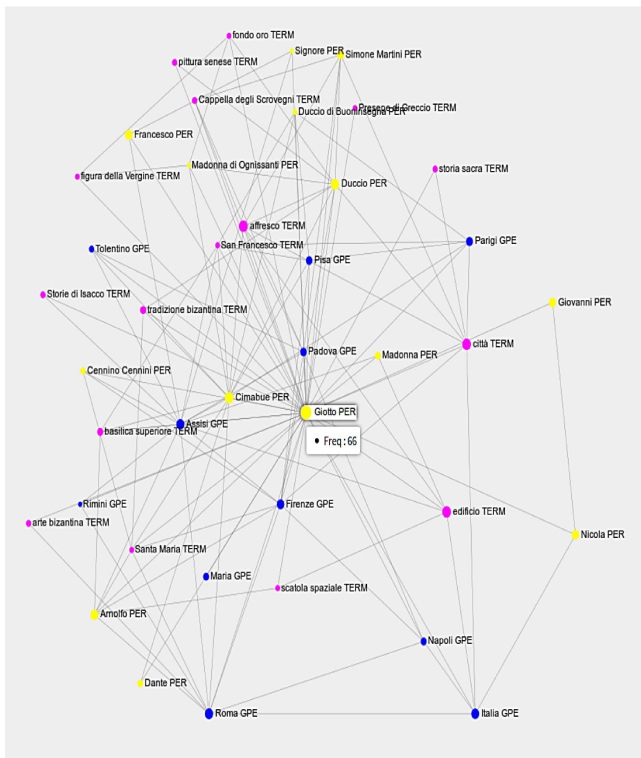 fondo oro TERM
Signore PER
Simone Martini PER
pittura senese TERM
Cappella degli Scrovegni TERM
Presepe di Greccio TERM
Duccio di Buoninsegna PER
Francesco PER
Madonna di Ognissanti PER
storia sacra TERM
figura della Vergine TERM
Duccio PER
affresco TERM
San Francesco TERM
Parigi GPE
Tolentino GPE
Pisa GPE
Storie di Isacco TERM
Giovanni PER
tradizione bizantina TERM
città TERM
Padova GPE
Madonna PER
Cennino Cennini PER
Cimabue PER
Giotto PER
Assisi GPE
basilica superiore TERM
Freq : 66
Rimini GPE
Firenze GPE
edificio TERM
arte bizantina TERM
Nicola PER
Santa Maria TERM
Maria GPE
scatola spaziale TERM
Arnolfo PER
Napoli GPE
Dante PER
Roma GPE
Italia GPE